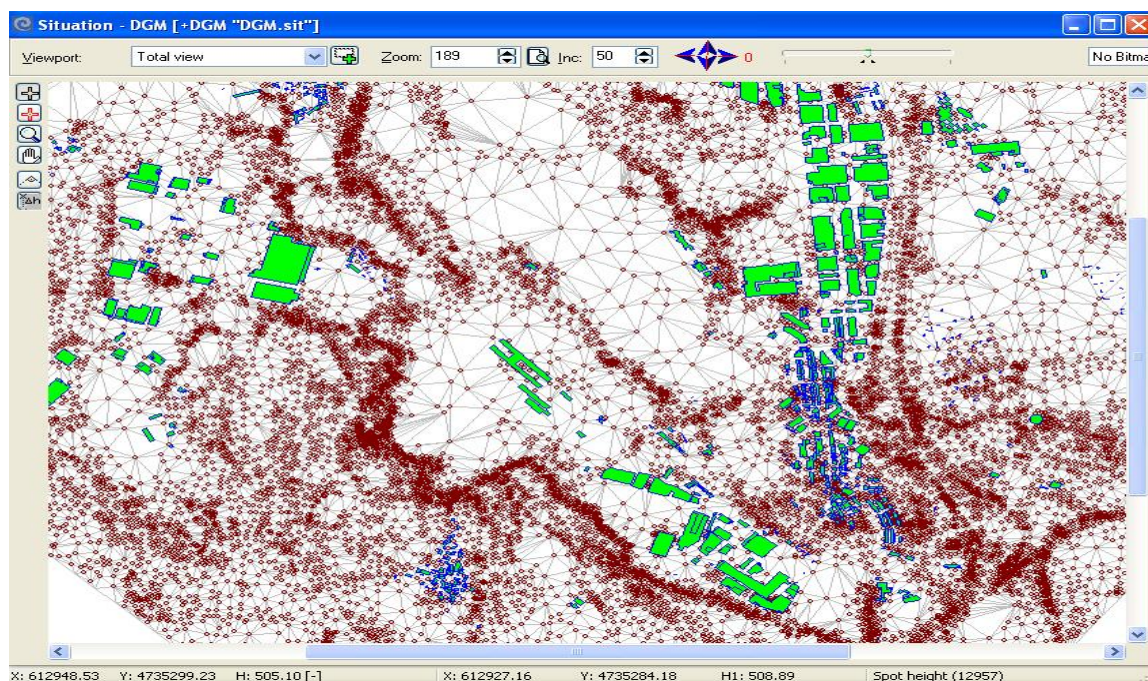 Situation - DGM [+DGM "DGM.sit"]
Viewport: Total view Zoom: 189 Inc: 50 0 No Bitma
Δh
X: 612948.53 Y: 4735299.23 H: 505.10 [-] X: 612927.16 Y: 4735284.18 H1: 508.89 Spot height (12957)